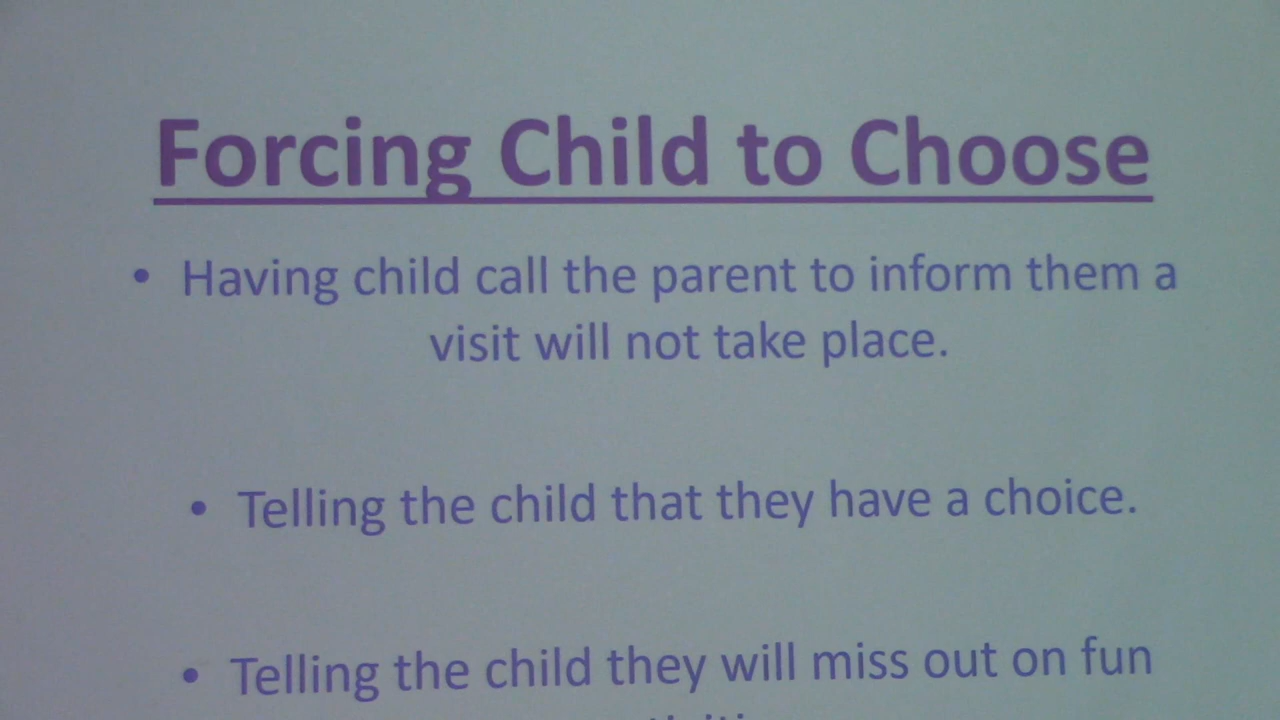 Forcing Child to Choose
• Having child call the parent to inform them a
visit will not take place.
• Telling the child that they have a choice.
• Telling the child they will miss out on fun